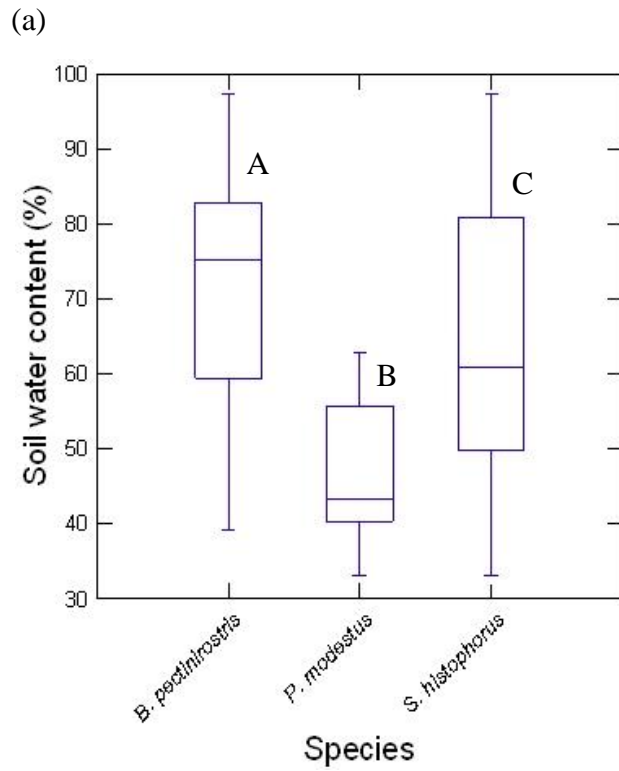 (a)
100
90
80
70
60
50
40
30
Soil water content (%)
A
B
C
B. pectinirostris
P. modestus
S. histophorus
Species